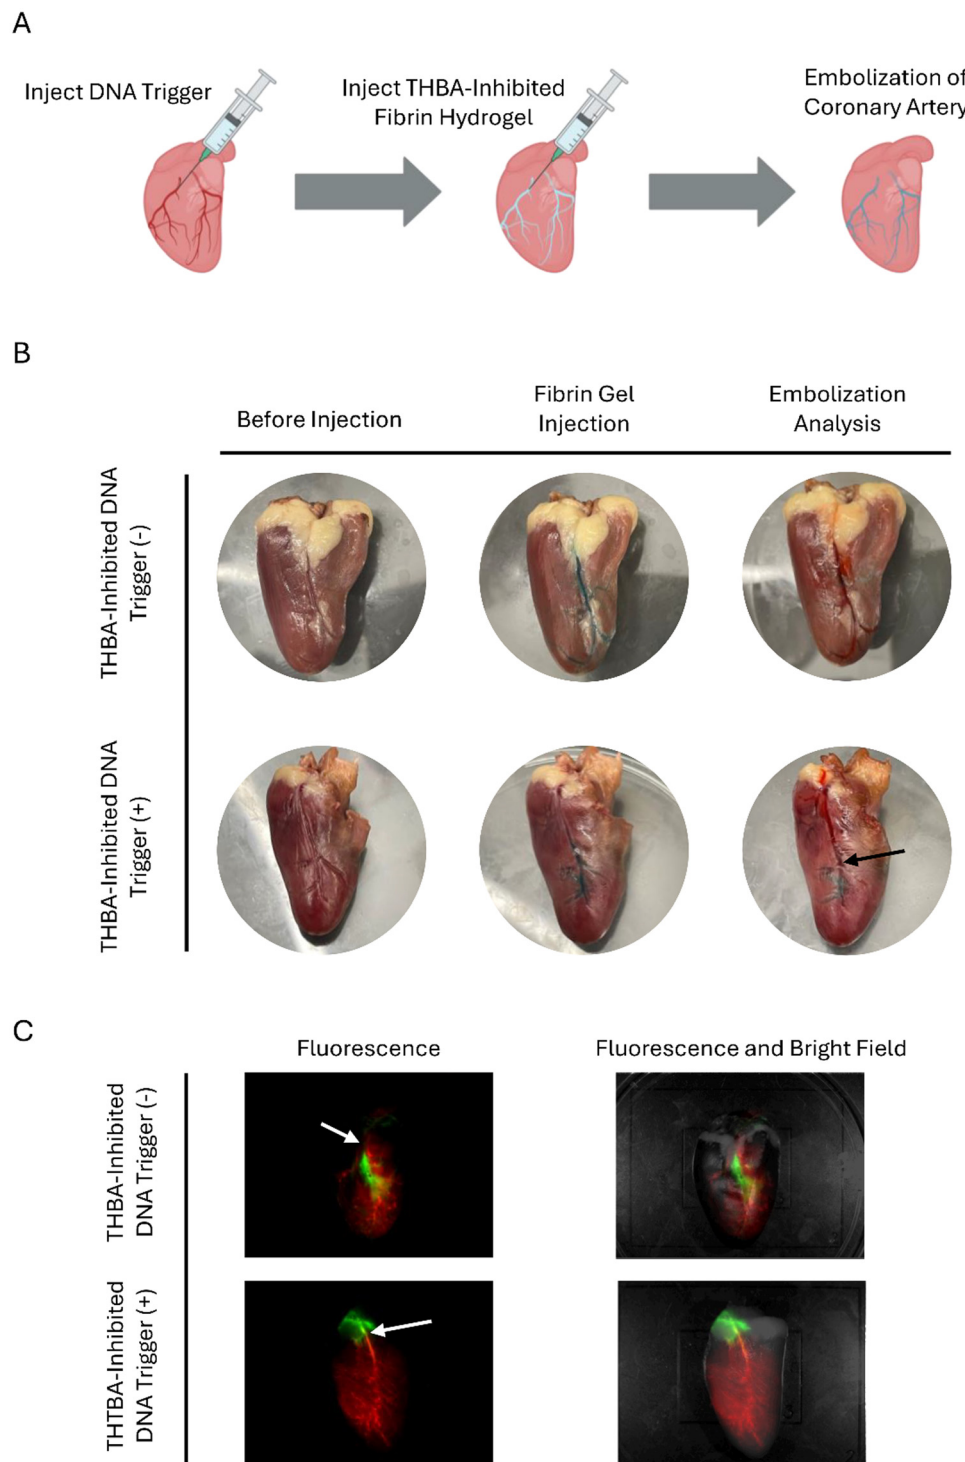 A
Inject DNA Trigger
Inject THBA-Inhibited
Fibrin Hydrogel
Embolization of
Coronary Artery
B
Before Injection
Fibrin Gel
Injection
Embolization
Analysis
THBA-Inhibited DNA
Trigger (-)
THBA-Inhibited DNA
Trigger (+)
C
Fluorescence
Fluorescence and Bright Field
THBA-Inhibited
DNA Trigger (-)
THTBA-Inhibited
DNA Trigger (+)